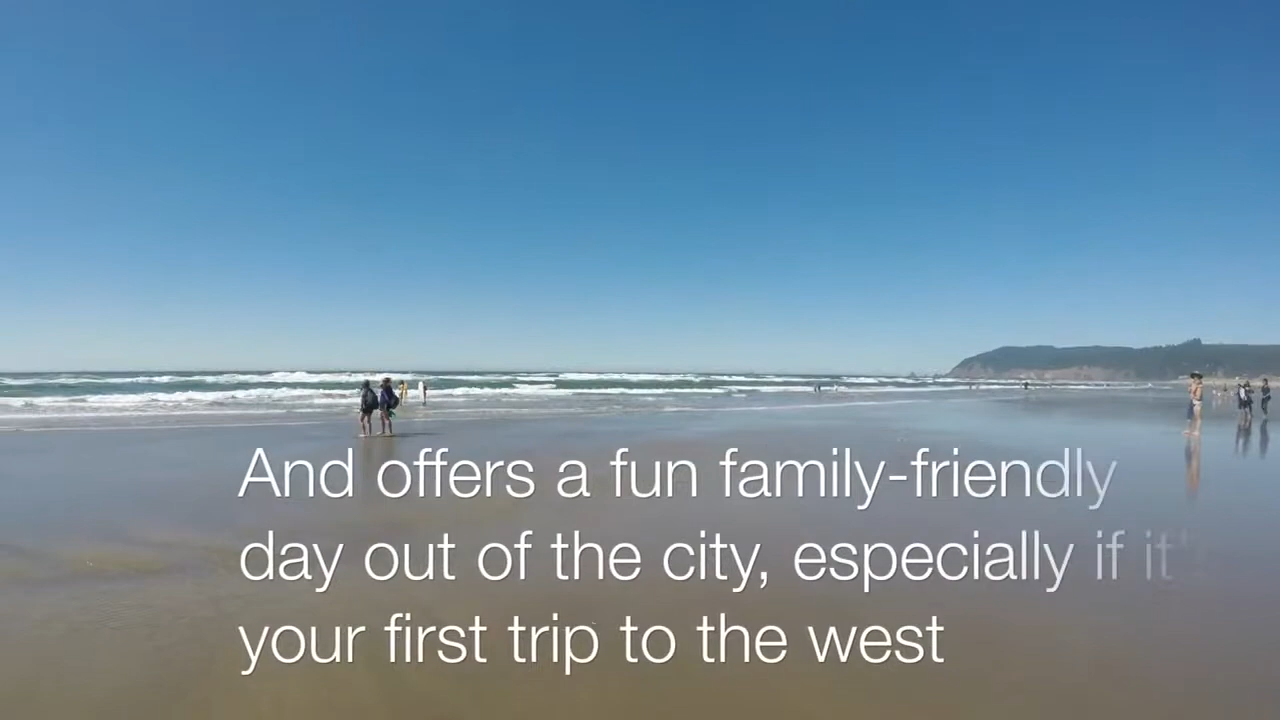 And offers a fun family-friendly
day out of the city, especially if it'
your first trip to the west